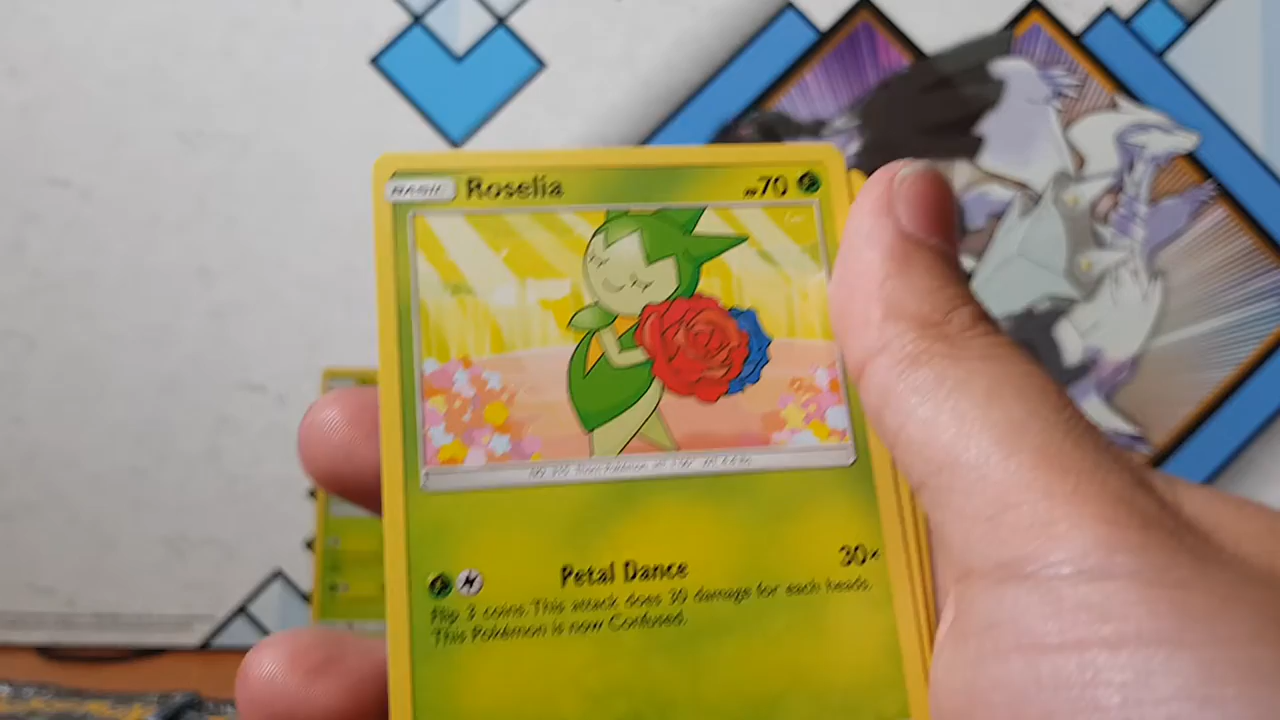 BASIC Roselia HP70
Petal Dance 30×
Flip 3 coins. This attack does 30 damage for each heads.
This Pokémon is now Confused.